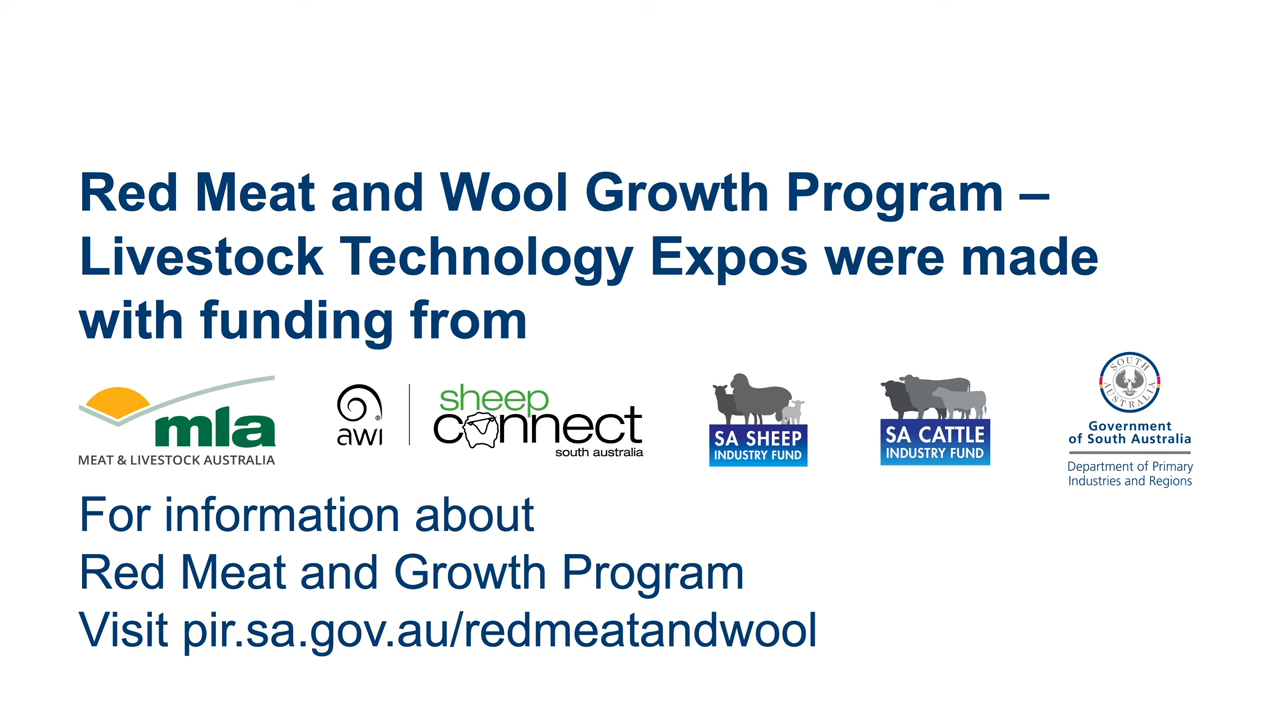 Red Meat and Wool Growth Program –
Livestock Technology Expos were made
with funding from
mla
MEAT & LIVESTOCK AUSTRALIA
awi
®
sheep
connect
south australia
SA SHEEP
INDUSTRY FUND
SA CATTLE
INDUSTRY FUND
SOUTH AUSTRALIA
Government
of South Australia
Department of Primary
Industries and Regions
For information about
Red Meat and Growth Program
Visit pir.sa.gov.au/redmeatandwool